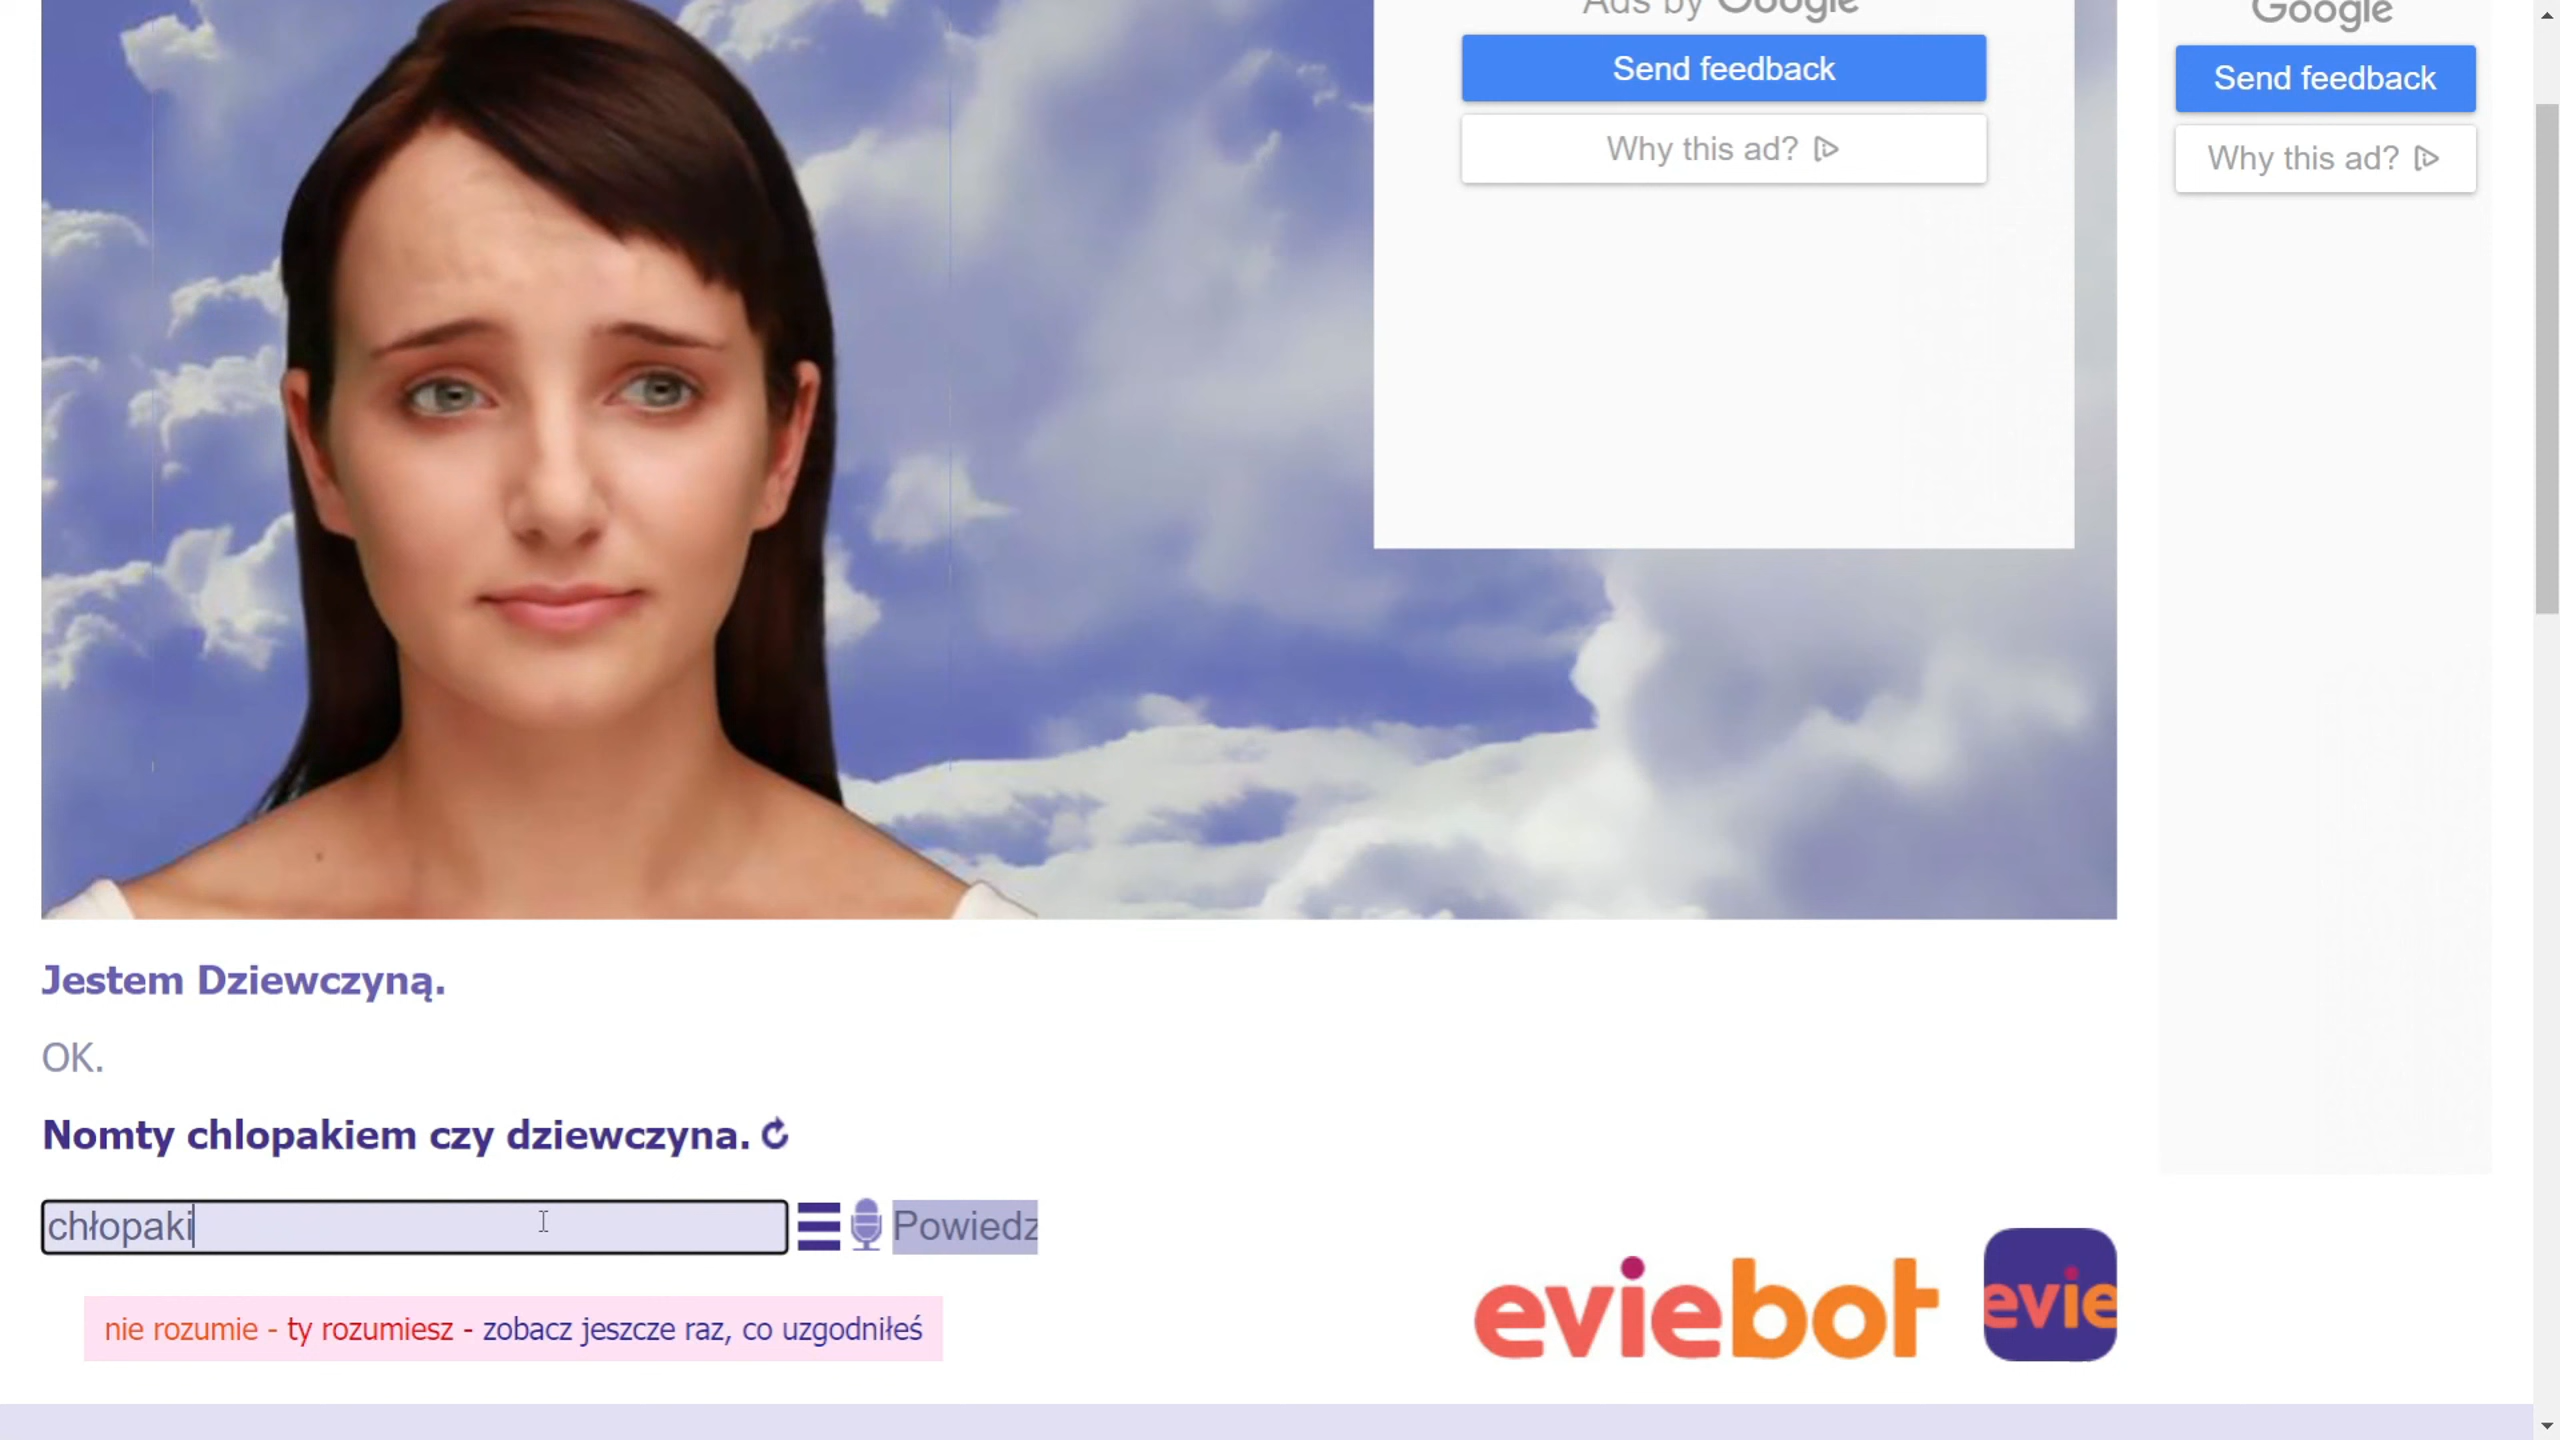 Ads by Google
Send feedback
Why this ad?
Google
Send feedback
Why this ad?
Jestem Dziewczyną.
OK.
Nomty chlopakiem czy dziewczyna.
chłopaki
Powiedz
nie rozumie - ty rozumiesz - zobacz jeszcze raz, co uzgodniłeś
eviebot
evie